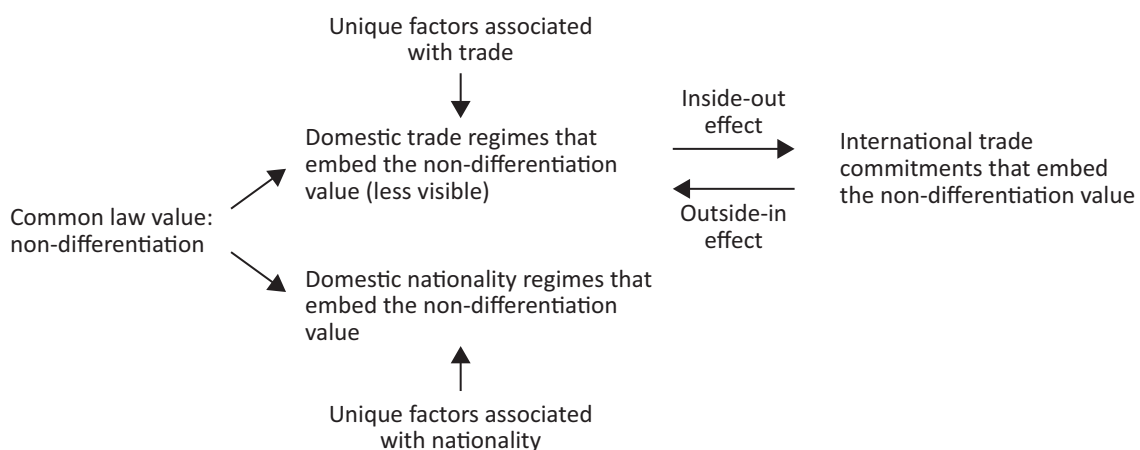 Unique factors associated
with trade
Inside-out
effect
Domestic trade regimes that
embed the non-differentiation
value (less visible)
International trade
commitments that embed
the non-differentiation value
Outside-in
effect
Common law value:
non-differentiation
Domestic nationality regimes that
embed the non-differentiation
value
Unique factors associated
with nationality